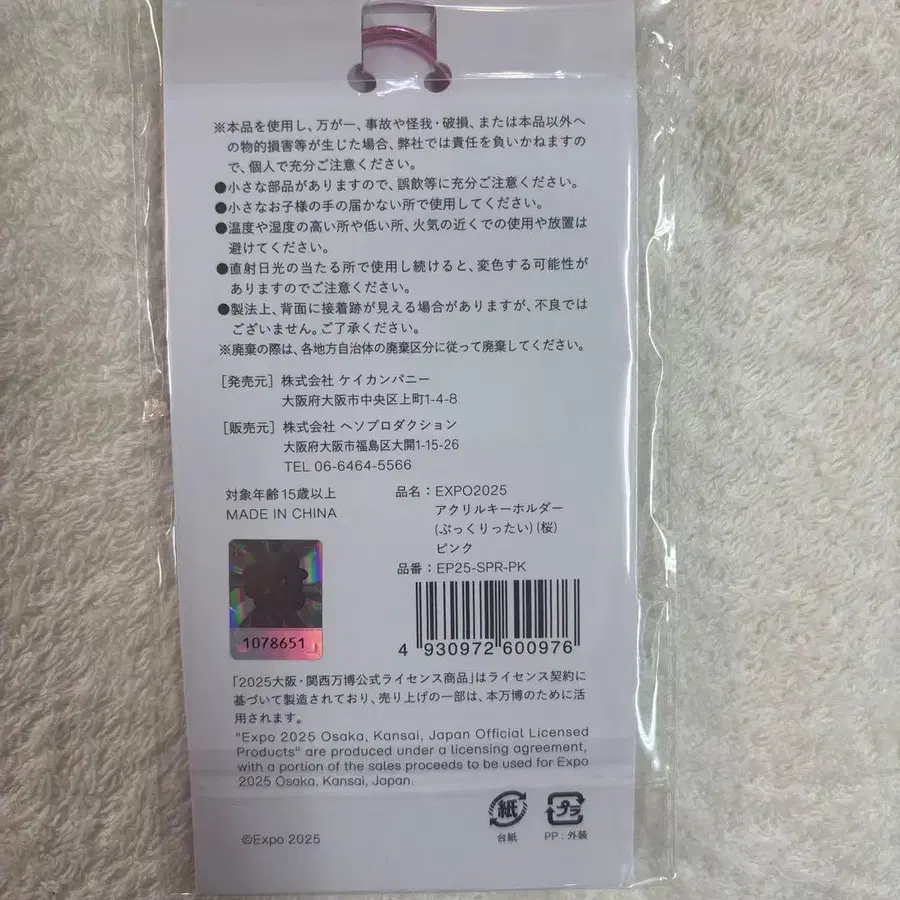 ※本品を使用し、万が一、事故や怪我・破損、または本品以外へ
の物的損害等が生じた場合、弊社では責任を負いかねますの
で、個人で充分ご注意ください。
●小さな部品がありますので、誤飲等に充分ご注意ください。
●小さなお子様の手の届かない所で使用してください。
●温度や湿度の高い所や低い所、火気の近くでの使用や放置は
避けてください。
●直射日光の当たる所で使用し続けると、変色する可能性が
ありますのでご注意ください。
●製法上、背面に接着跡が見える場合がありますが、不良では
ございません。ご了承ください。
※廃棄の際は、各地方自治体の廃棄区分に従って廃棄してください。
[発売元] 株式会社 ケイカンパニー
大阪府大阪市中央区上町1-4-8
[販売元] 株式会社 ヘソプロダクション
大阪府大阪市福島区大開1-15-26
TEL 06-6464-5566
対象年齢15歳以上
MADE IN CHINA
品名：EXPO2025
アクリルキーホルダー
(ぷっくりったい)(桜)
ピンク
品番：EP25-SPR-PK
1078651
4 930972 600976
「2025大阪・関西万博公式ライセンス商品」はライセンス契約に
基づいて製造されており、売り上げの一部は、本万博のために活
用されます。
"Expo 2025 Osaka, Kansai, Japan Official Licensed
Products" are produced under a licensing agreement,
with a portion of the sales proceeds to be used for Expo
2025 Osaka, Kansai, Japan.
紙
台紙
プラ
PP：外装
©Expo 2025